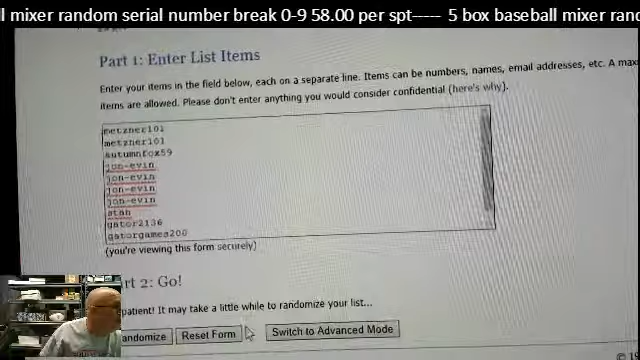 l mixer random serial number break 0-9 58.00 per spt----- 5 box baseball mixer ran
Part 1: Enter List Items
Enter your items in the field below, each on a separate line. Items can be numbers, names, email addresses, etc. A max
items are allowed. Please don't enter anything you would consider confidential (here's why).
metzner101
metzner101
autumnfox59
jon-evin
jon-evin
jon-evin
jon-evin
stah
gator2136
gatorgames200
(you're viewing this form securely)
rt 2: Go!
patient! It may take a little while to randomize your list...
andomize Reset Form Switch to Advanced Mode